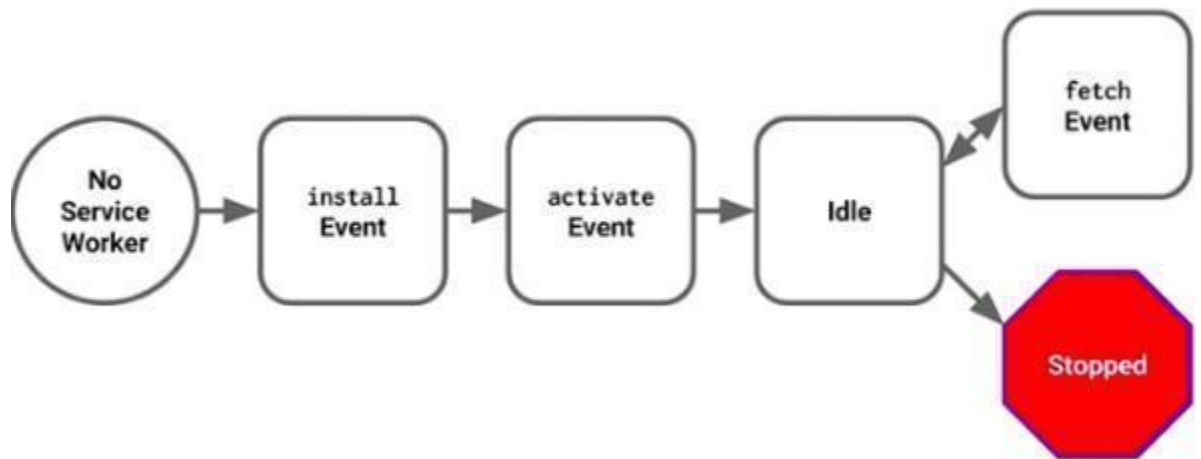 No
Service
Worker
install
Event
activate
Event
Idle
fetch
Event
Stopped